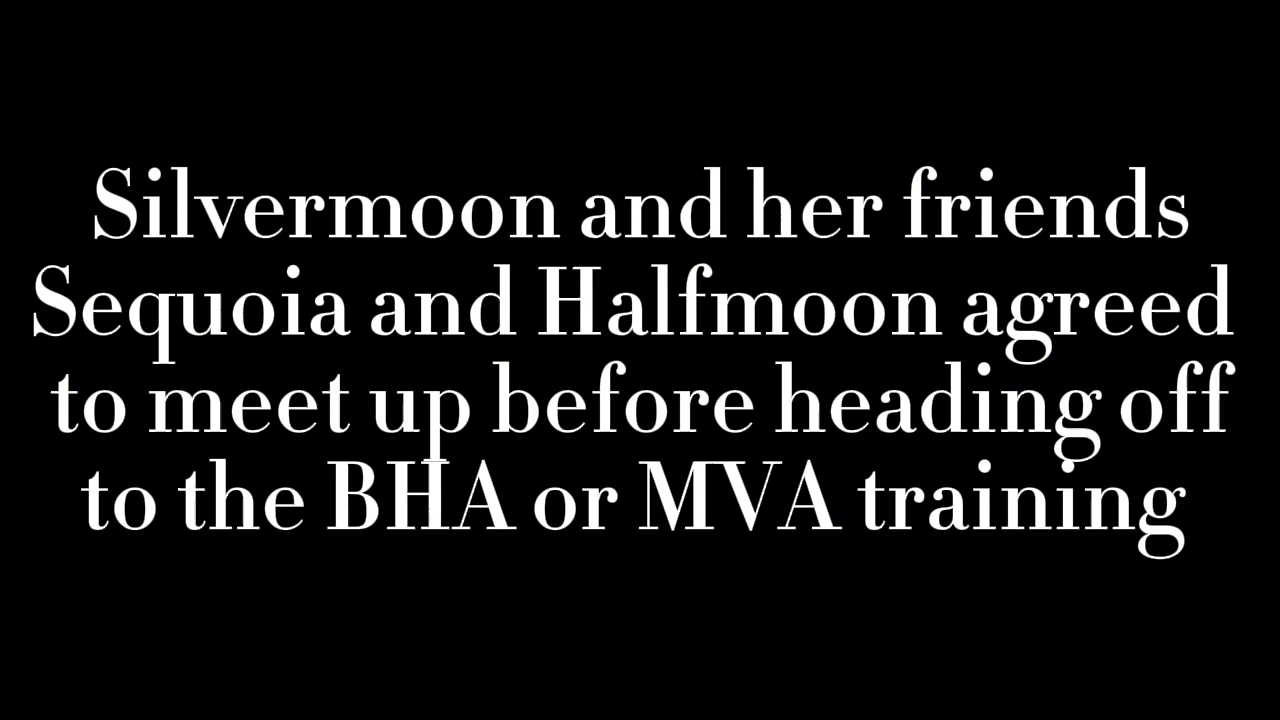 Silvermoon and her friends
Sequoia and Halfmoon agreed
to meet up before heading off
to the BHA or MVA training